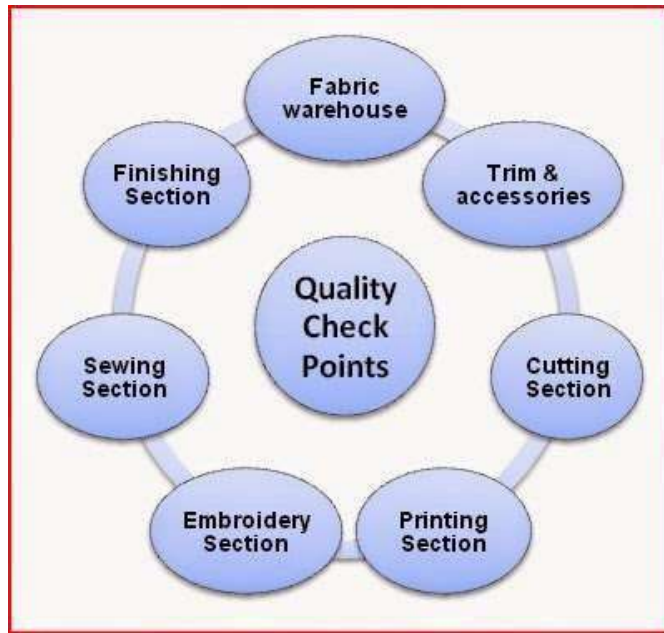 Fabric
warehouse
Trim &
accessories
Cutting
Section
Printing
Section
Embroidery
Section
Sewing
Section
Finishing
Section
Quality
Check
Points